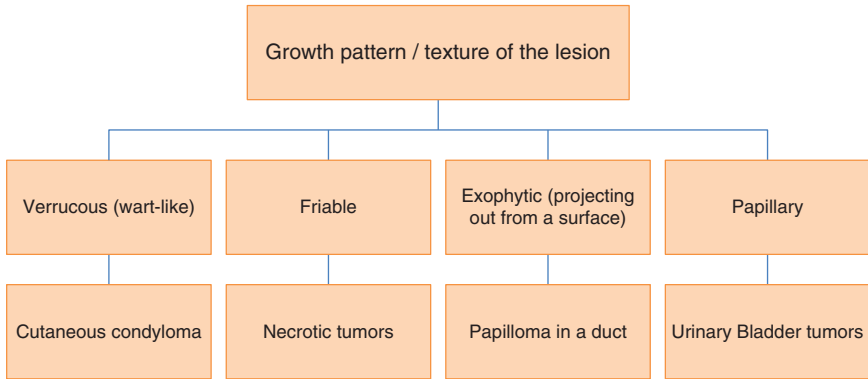 Growth pattern / texture of the lesion
Verrucous (wart-like)
Friable
Exophytic (projecting
out from a surface)
Papillary
Cutaneous condyloma
Necrotic tumors
Papilloma in a duct
Urinary Bladder tumors